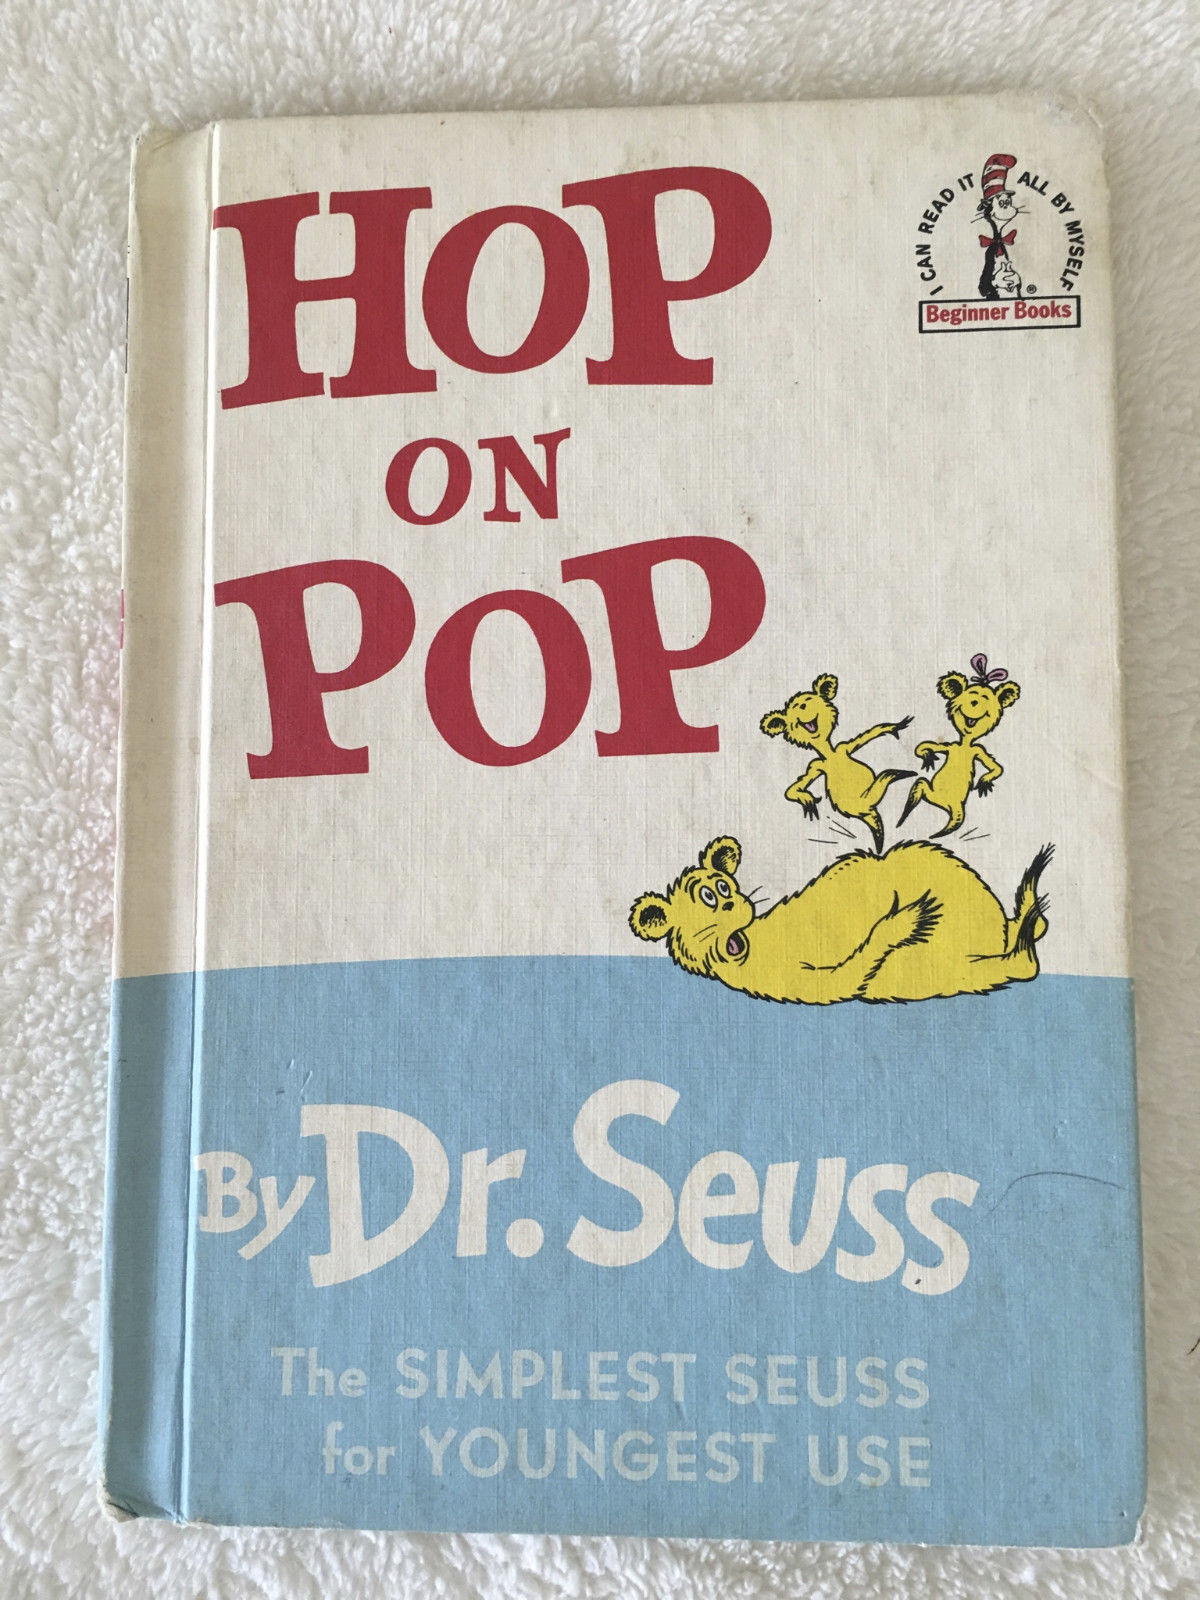 HOP
ON
POP
I CAN READ IT ALL BY MYSELF
®
Beginner Books
By Dr. Seuss
The SIMPLEST SEUSS
for YOUNGEST USE